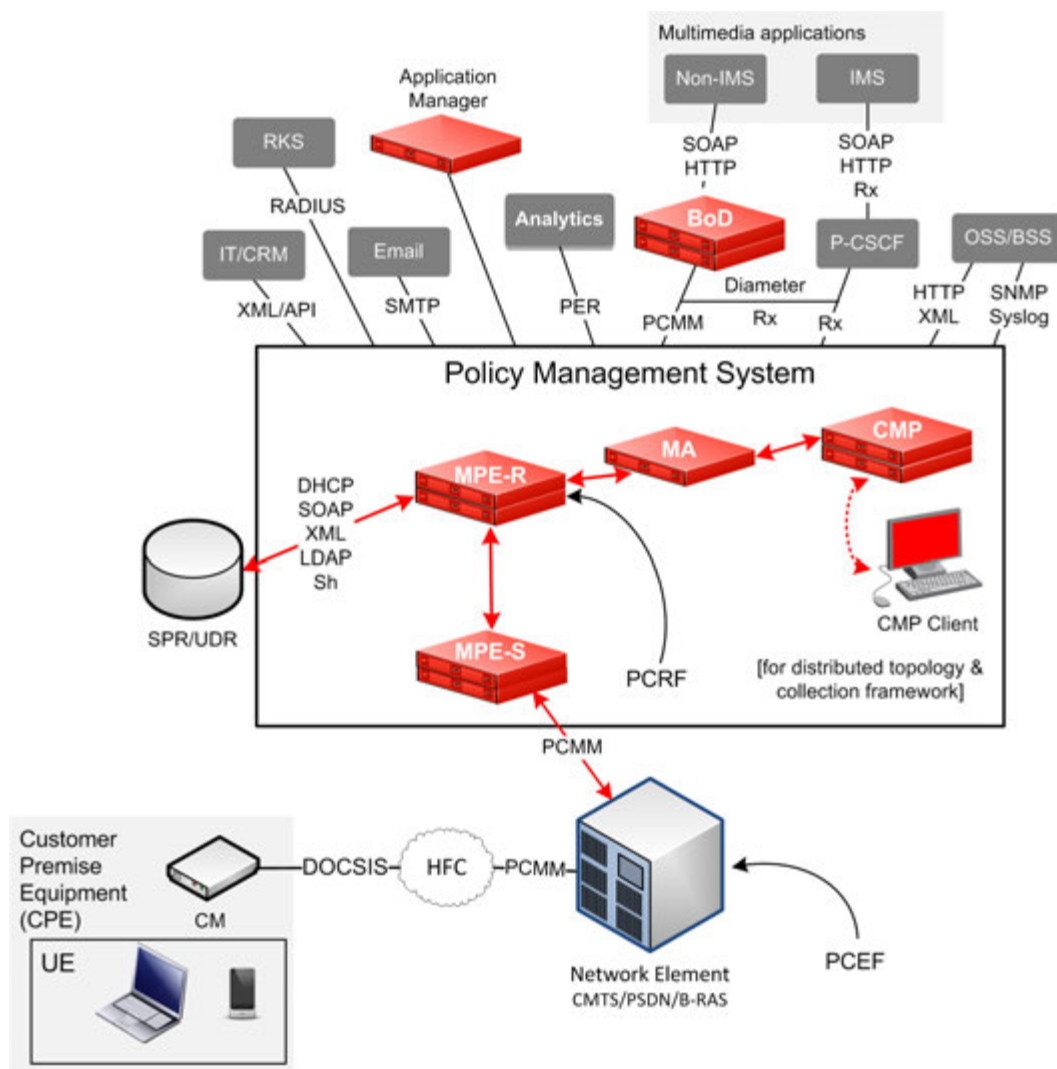 Multimedia applications
Non-IMS
IMS
Application
Manager
RKS
SOAP
HTTP
SOAP
HTTP
Rx
RADIUS
Analytics
BoD
P-CSCF
OSS/BSS
IT/CRM
Email
XML/API
SMTP
PER
Diameter
PCMM
Rx
Rx
HTTP
XML
SNMP
Syslog
Policy Management System
CMP
MA
MPE-R
DHCP
SOAP
XML
LDAP
Sh
SPR/UDR
CMP Client
MPE-S
PCRF
[for distributed topology &
collection framework]
PCMM
Customer
Premise
Equipment
(CPE)
CM
DOCSIS
HFC
PCMM
UE
PCEF
Network Element
CMTS/PSDN/B-RAS